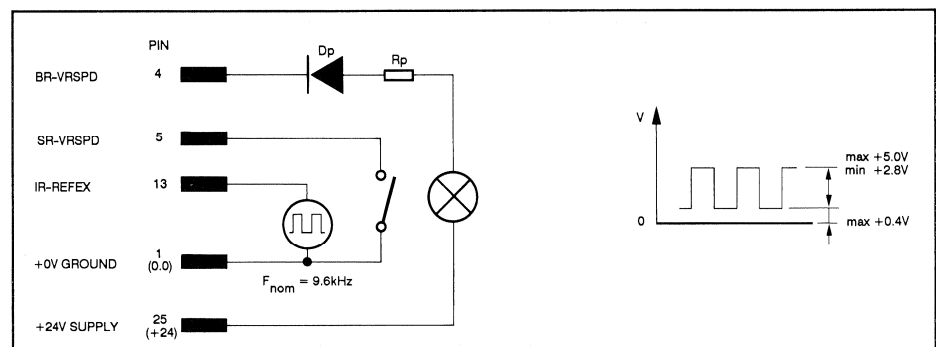 PIN
BR-VRSPD 4 Dp Rp
SR-VRSPD 5
IR-REFEX 13
+0V GROUND 1
(0.0)
Fnom = 9.6kHz
+24V SUPPLY 25
(+24)
V
max +5.0V
min +2.8V
0
max +0.4V